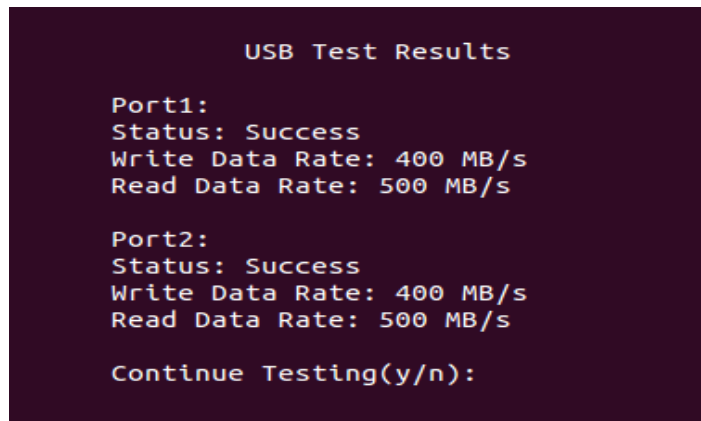 USB Test Results
Port1:
Status: Success
Write Data Rate: 400 MB/s
Read Data Rate: 500 MB/s
Port2:
Status: Success
Write Data Rate: 400 MB/s
Read Data Rate: 500 MB/s
Continue Testing(y/n):